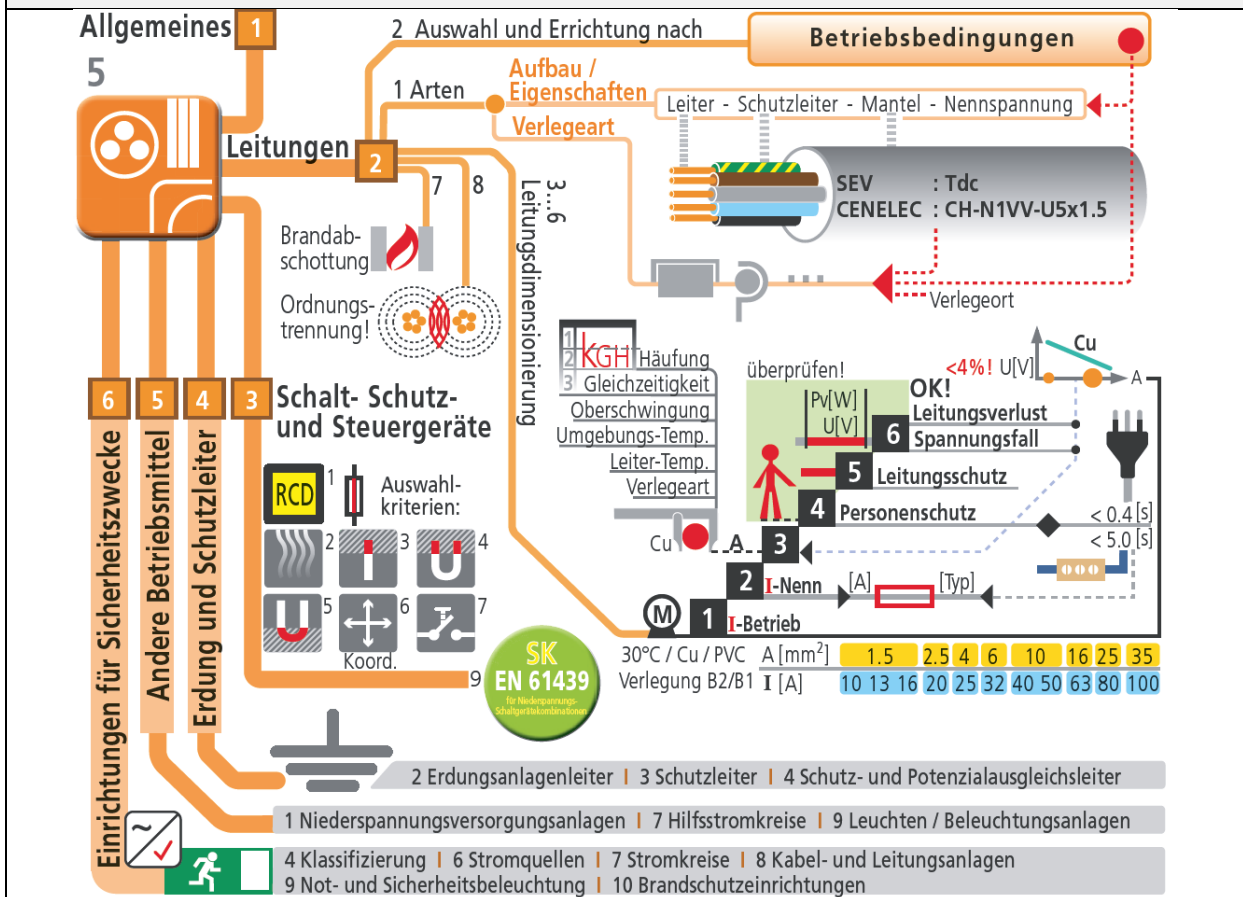 Allgemeines 1
5
2 Auswahl und Errichtung nach
Betriebsbedingungen
1 Arten
Aufbau /
Eigenschaften
Verlegeart
Leiter - Schutzleiter - Mantel - Nennspannung
Leitungen 2
SEV : Tdc
CENELEC : CH-N1VV-U5x1.5
7
8
3...6
Leitungsdimensionierung
Brandab-
schottung
Ordnungs-
trennung!
Verlegeort
1
2
3
KGH
Häufung
Gleichzeitigkeit
Oberschwingung
Umgebungs-Temp.
Leiter-Temp.
Verlegeart
Cu
A
überprüfen!
Pv[W]
U[V]
OK!
<4%! U[V]
Cu
A
6
Leitungsverlust
Spannungsfall
5 Leitungsschutz
4 Personenschutz
< 0.4 [s]
< 5.0 [s]
3
2 I-Nenn [A] [Typ]
M 1 I-Betrieb
30°C / Cu / PVC A [mm²] 1.5 2.5 4 6 10 16 25 35
Verlegung B2/B1 I [A] 10 13 16 20 25 32 40 50 63 80 100
6 5 4 3
Schalt- Schutz-
und Steuergeräte
RCD 1
Auswahl-
kriterien:
2 3 4
5 6 7
Koord.
9
SK
EN 61439
für Niederspannungs-
Schaltgerätekombinationen
Einrichtungen für Sicherheitszwecke
Andere Betriebsmittel
Erdung und Schutzleiter
2 Erdungsanlagenleiter I 3 Schutzleiter I 4 Schutz- und Potenzialausgleichsleiter
1 Niederspannungsversorgungsanlagen I 7 Hilfsstromkreise I 9 Leuchten / Beleuchtungsanlagen
4 Klassifizierung I 6 Stromquellen I 7 Stromkreise I 8 Kabel- und Leitungsanlagen
9 Not- und Sicherheitsbeleuchtung I 10 Brandschutzeinrichtungen